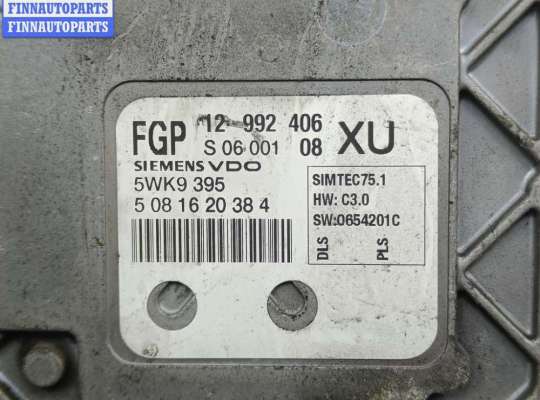 FINNAUTOPARTS
FINNAUTOPARTS
FGP 12-992 406 XU
S 06 001 08
SIEMENS VDO
5WK9 395
5 08 16 20 38 4
SIMTEC75.1
HW: C3.0
SW:0654201C
DLS
PLS